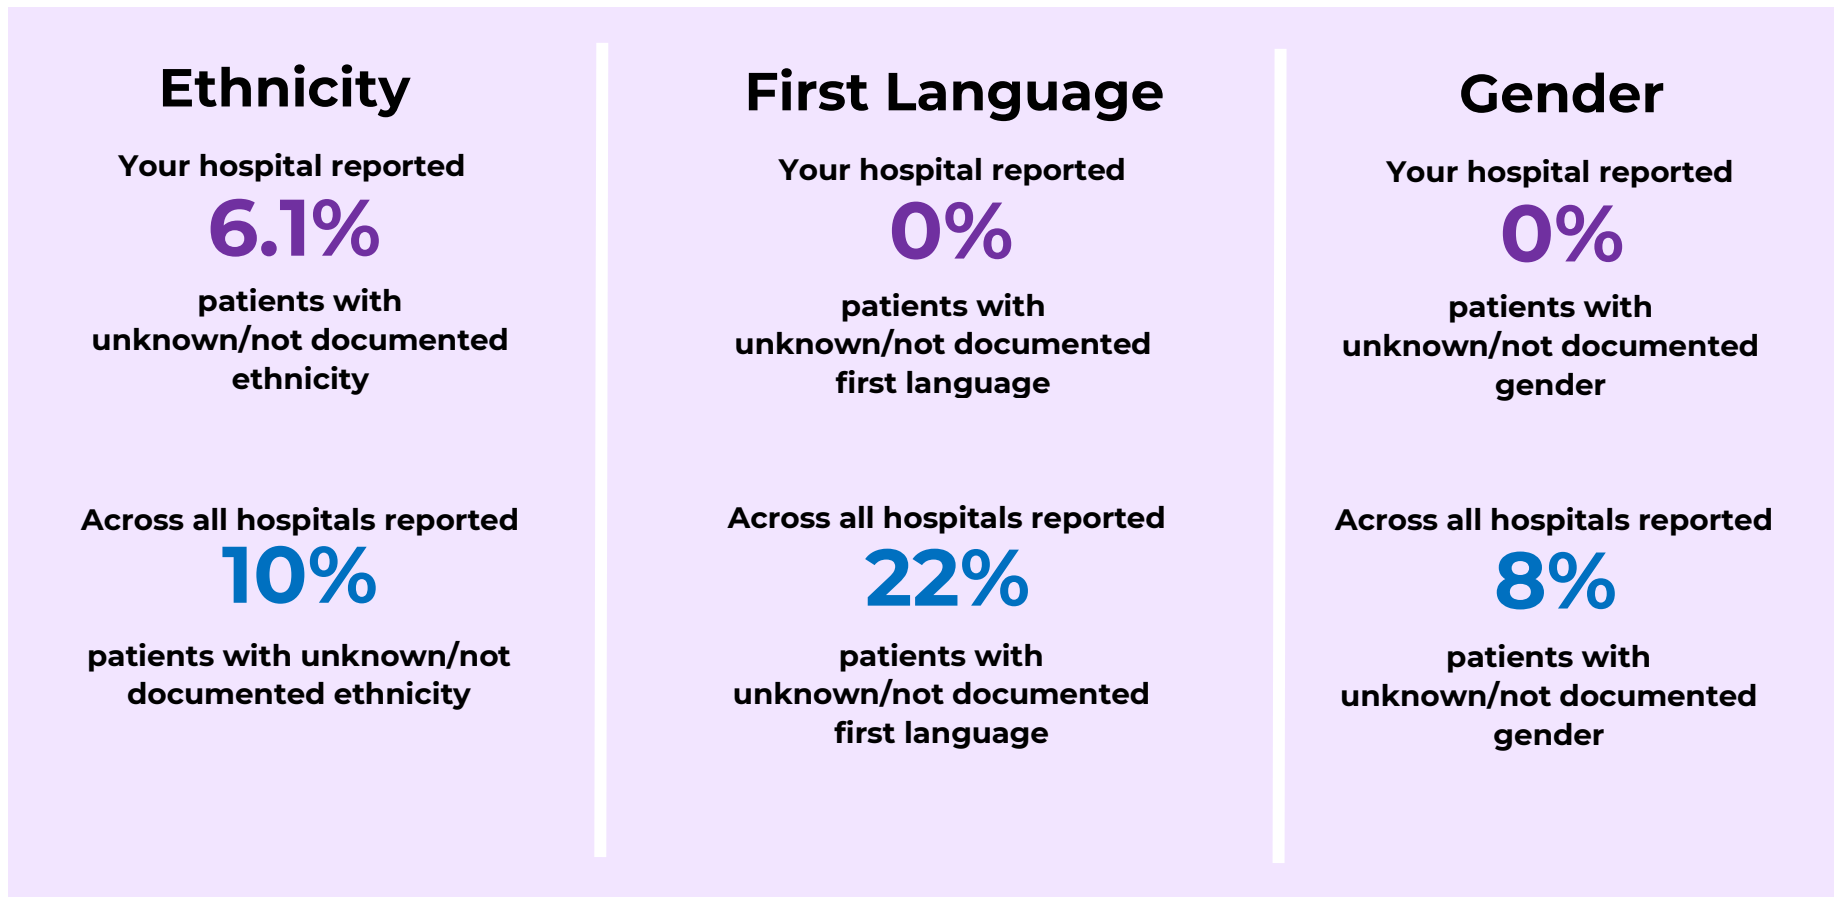 Ethnicity
Your hospital reported
6.1%
patients with
unknown/not documented
ethnicity
Across all hospitals reported
10%
patients with unknown/not
documented ethnicity
First Language
Your hospital reported
0%
patients with
unknown/not documented
first language
Across all hospitals reported
22%
patients with
unknown/not documented
first language
Gender
Your hospital reported
0%
patients with
unknown/not documented
gender
Across all hospitals reported
8%
patients with
unknown/not documented
gender